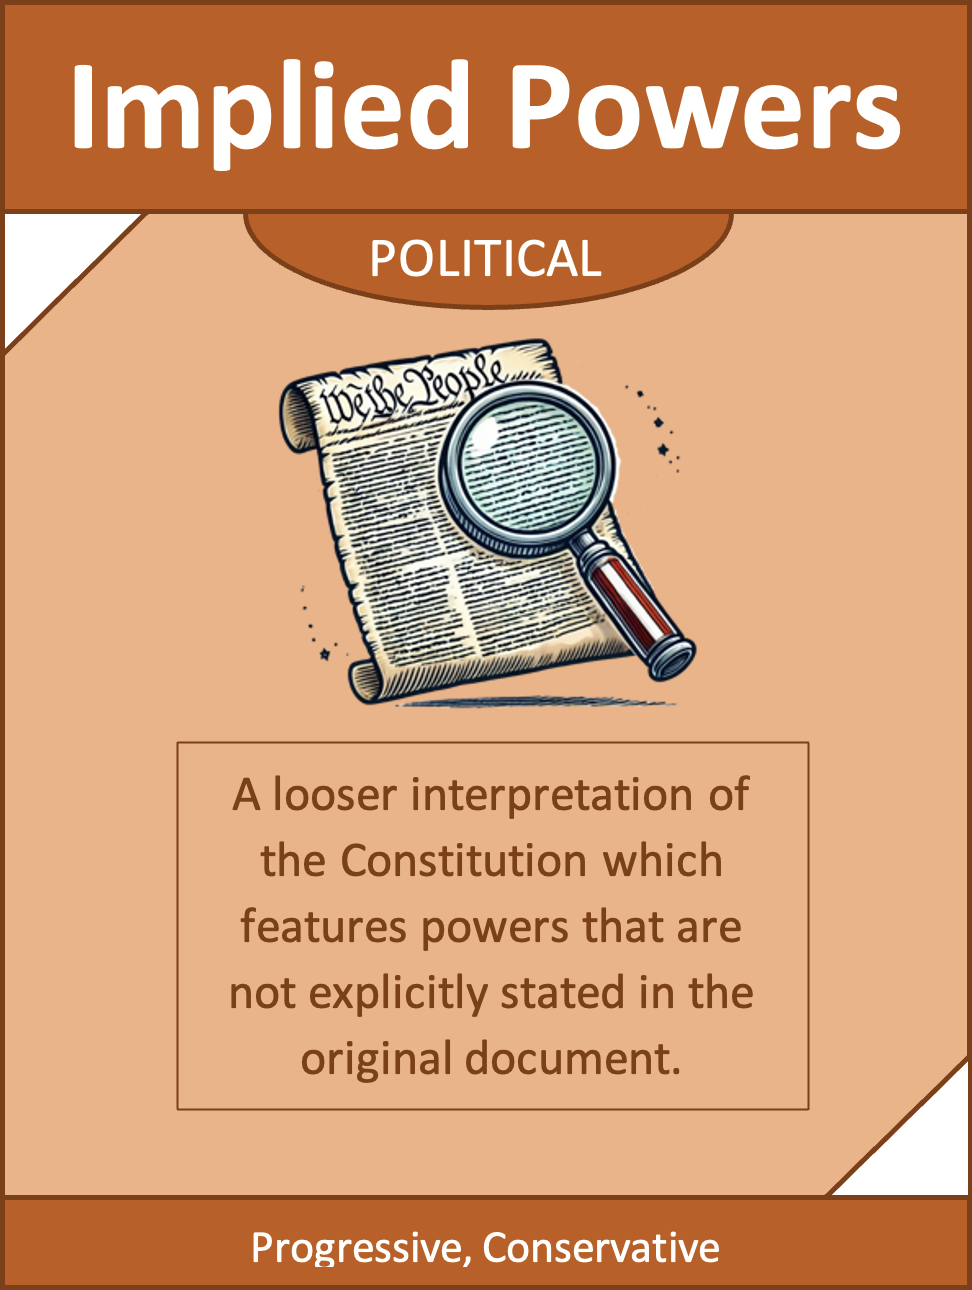 Implied Powers
POLITICAL
We the People
A looser interpretation of
the Constitution which
features powers that are
not explicitly stated in the
original document.
Progressive, Conservative